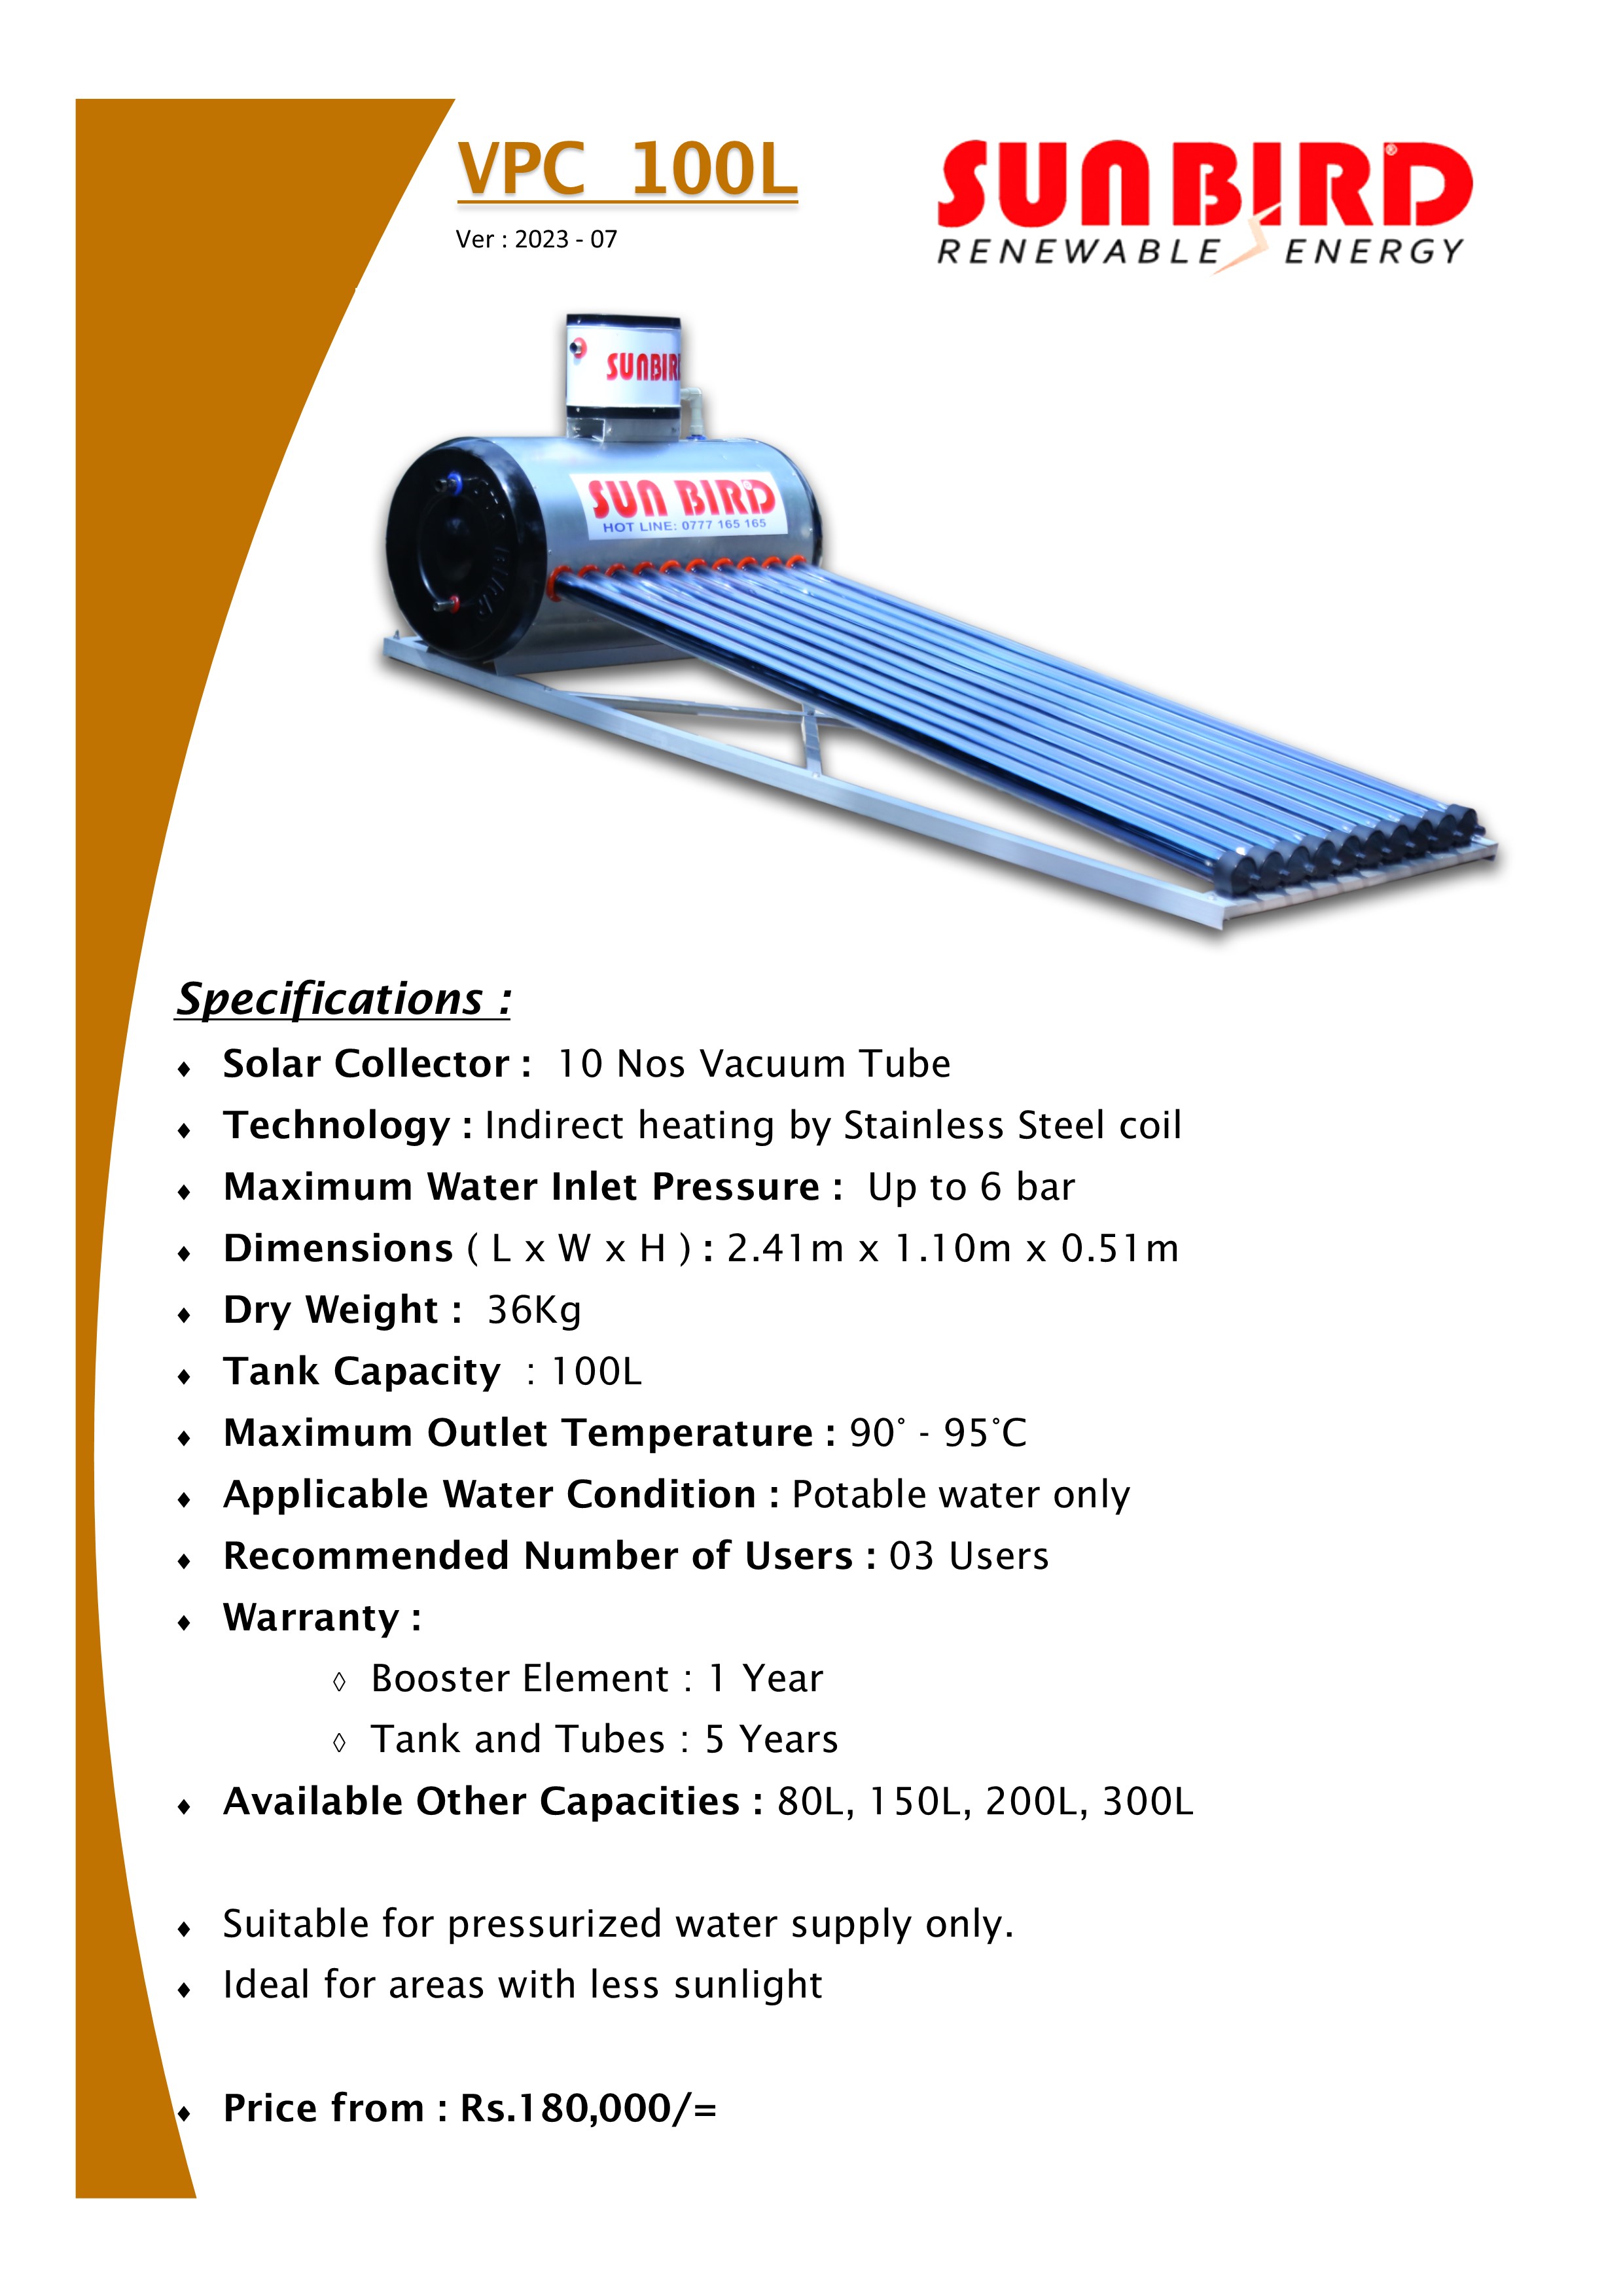 VPC 100L
Ver : 2023 - 07
SUNBIRD®
RENEWABLE ENERGY
SUNBIR
SUN BIRD
HOT LINE: 0777 165 165
Specifications :
♦ Solar Collector : 10 Nos Vacuum Tube
♦ Technology : Indirect heating by Stainless Steel coil
♦ Maximum Water Inlet Pressure : Up to 6 bar
♦ Dimensions ( L x W x H ) : 2.41m x 1.10m x 0.51m
♦ Dry Weight : 36Kg
♦ Tank Capacity : 100L
♦ Maximum Outlet Temperature : 90° - 95°C
♦ Applicable Water Condition : Potable water only
♦ Recommended Number of Users : 03 Users
♦ Warranty :
◊ Booster Element : 1 Year
◊ Tank and Tubes : 5 Years
♦ Available Other Capacities : 80L, 150L, 200L, 300L
♦ Suitable for pressurized water supply only.
♦ Ideal for areas with less sunlight
♦ Price from : Rs.180,000/=